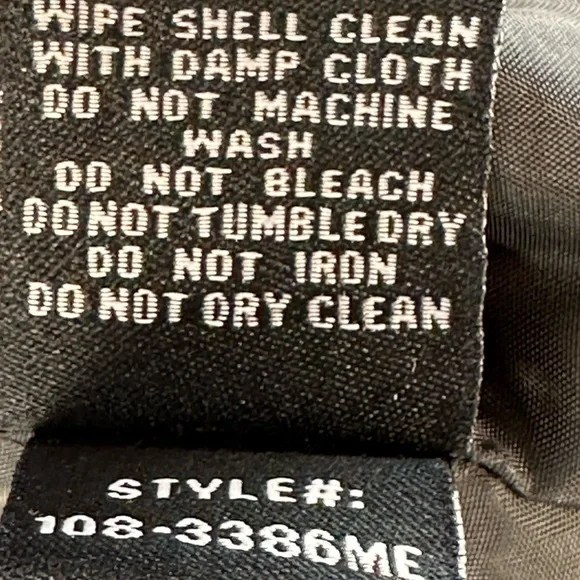 WIPE SHELL CLEAN
WITH DAMP CLOTH
DO NOT MACHINE
WASH
DO NOT BLEACH
DO NOT TUMBLE DRY
DO NOT IRON
DO NOT DRY CLEAN
STYLE#:
108-3386ME